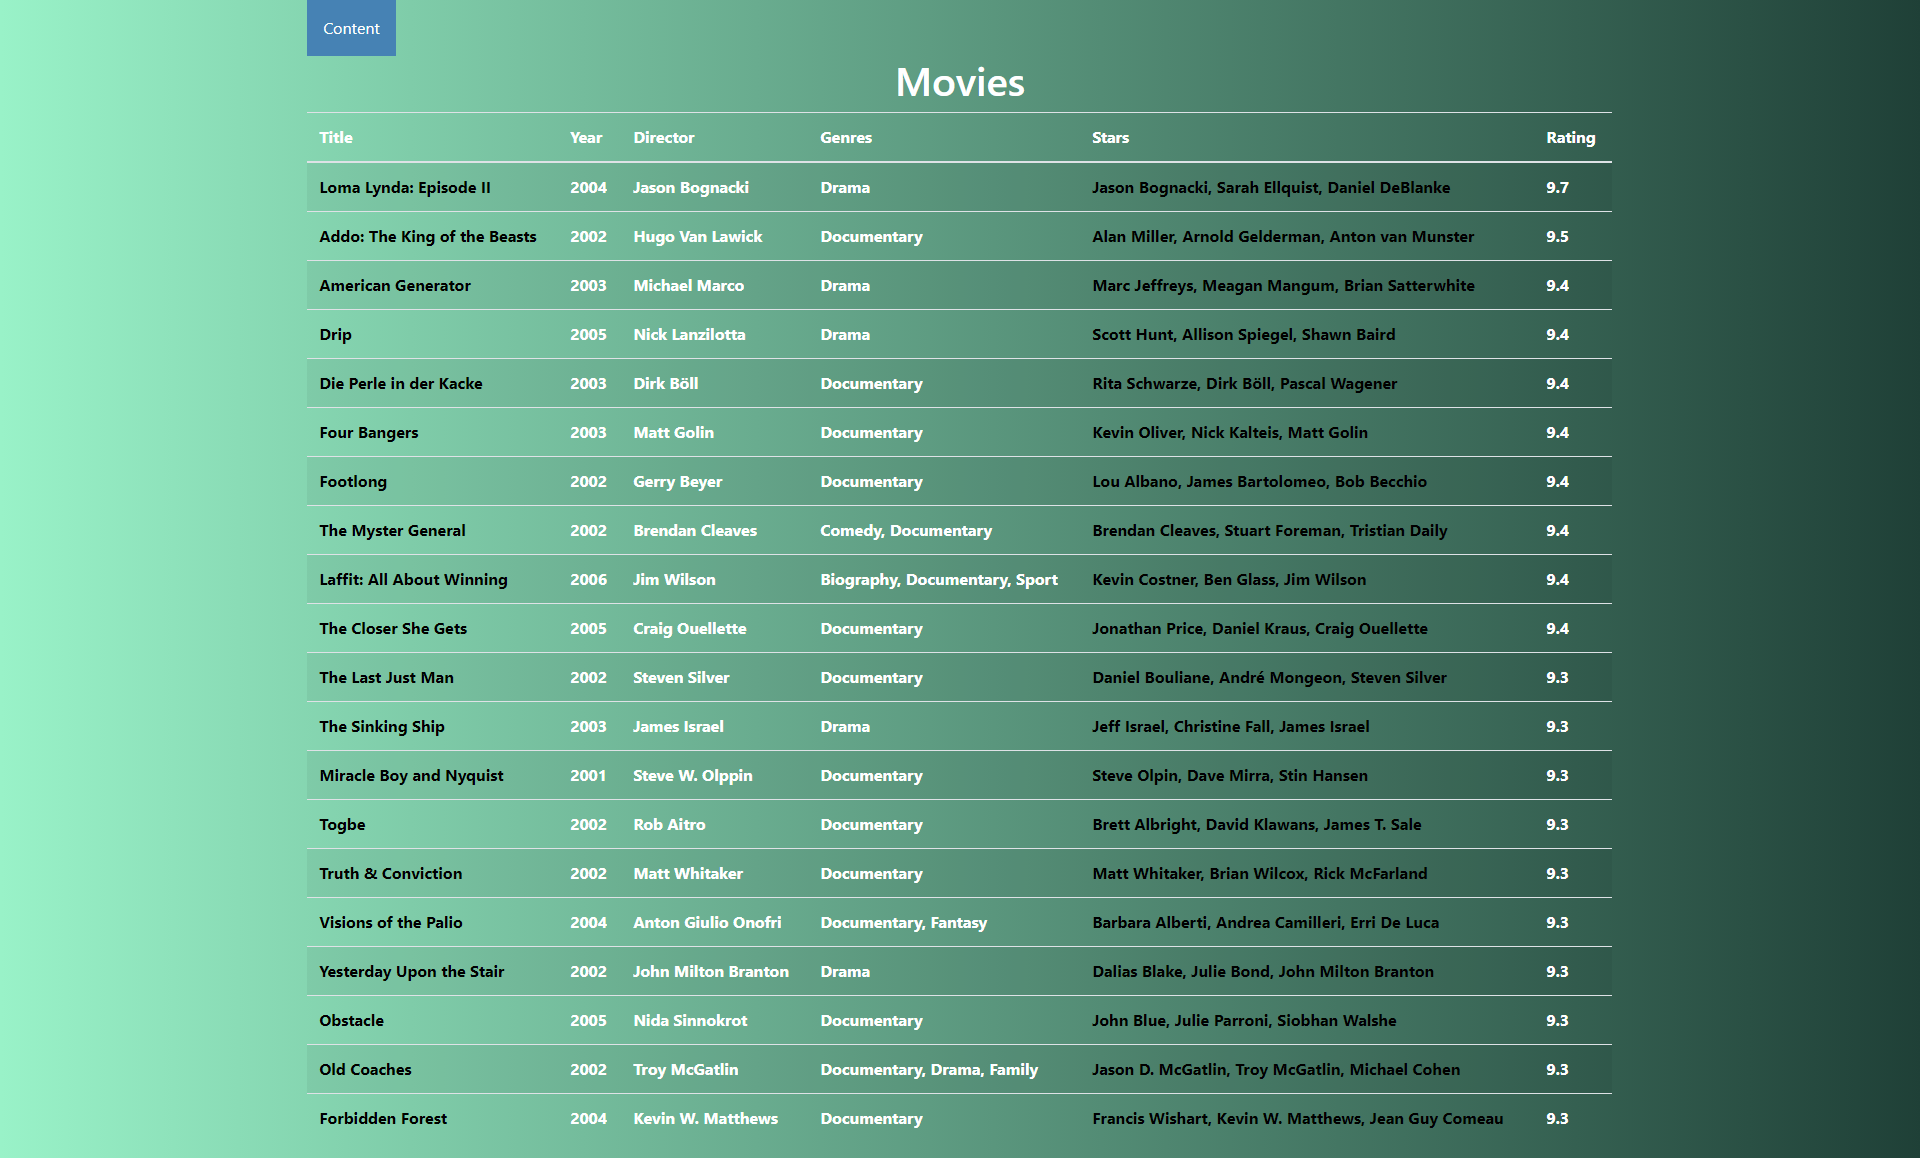 Content
Movies
Title Year Director Genres Stars Rating
Loma Lynda: Episode II 2004 Jason Bognacki Drama Jason Bognacki, Sarah Ellquist, Daniel DeBlanke 9.7
Addo: The King of the Beasts 2002 Hugo Van Lawick Documentary Alan Miller, Arnold Gelderman, Anton van Munster 9.5
American Generator 2003 Michael Marco Drama Marc Jeffreys, Meagan Mangum, Brian Satterwhite 9.4
Drip 2005 Nick Lanzilotta Drama Scott Hunt, Allison Spiegel, Shawn Baird 9.4
Die Perle in der Kacke 2003 Dirk Böll Documentary Rita Schwarze, Dirk Böll, Pascal Wagener 9.4
Four Bangers 2003 Matt Golin Documentary Kevin Oliver, Nick Kalteis, Matt Golin 9.4
Footlong 2002 Gerry Beyer Documentary Lou Albano, James Bartolomeo, Bob Becchio 9.4
The Myster General 2002 Brendan Cleaves Comedy, Documentary Brendan Cleaves, Stuart Foreman, Tristian Daily 9.4
Laffit: All About Winning 2006 Jim Wilson Biography, Documentary, Sport Kevin Costner, Ben Glass, Jim Wilson 9.4
The Closer She Gets 2005 Craig Ouellette Documentary Jonathan Price, Daniel Kraus, Craig Ouellette 9.4
The Last Just Man 2002 Steven Silver Documentary Daniel Bouliane, André Mongeon, Steven Silver 9.3
The Sinking Ship 2003 James Israel Drama Jeff Israel, Christine Fall, James Israel 9.3
Miracle Boy and Nyquist 2001 Steve W. Olppin Documentary Steve Olpin, Dave Mirra, Stin Hansen 9.3
Togbe 2002 Rob Aitro Documentary Brett Albright, David Klawans, James T. Sale 9.3
Truth & Conviction 2002 Matt Whitaker Documentary Matt Whitaker, Brian Wilcox, Rick McFarland 9.3
Visions of the Palio 2004 Anton Giulio Onofri Documentary, Fantasy Barbara Alberti, Andrea Camilleri, Erri De Luca 9.3
Yesterday Upon the Stair 2002 John Milton Branton Drama Dalias Blake, Julie Bond, John Milton Branton 9.3
Obstacle 2005 Nida Sinnokrot Documentary John Blue, Julie Parroni, Siobhan Walshe 9.3
Old Coaches 2002 Troy McGatlin Documentary, Drama, Family Jason D. McGatlin, Troy McGatlin, Michael Cohen 9.3
Forbidden Forest 2004 Kevin W. Matthews Documentary Francis Wishart, Kevin W. Matthews, Jean Guy Comeau 9.3